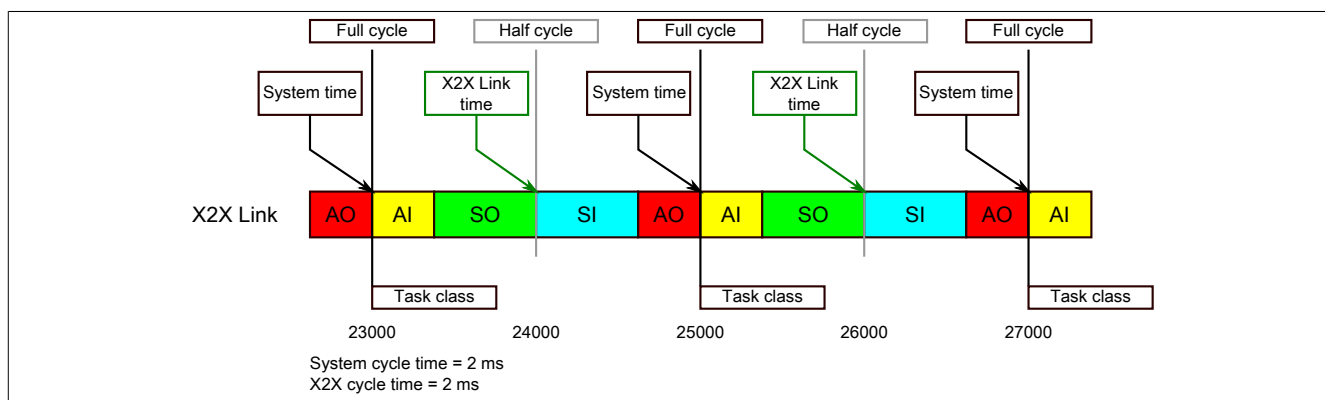 Full cycle
Half cycle
Full cycle
Half cycle
Full cycle
System time
X2X Link
time
System time
X2X Link
time
System time
X2X Link
AO
AI
SO
SI
AO
AI
SO
SI
AO
AI
Task class
Task class
Task class
23000
24000
25000
26000
27000
System cycle time = 2 ms
X2X cycle time = 2 ms